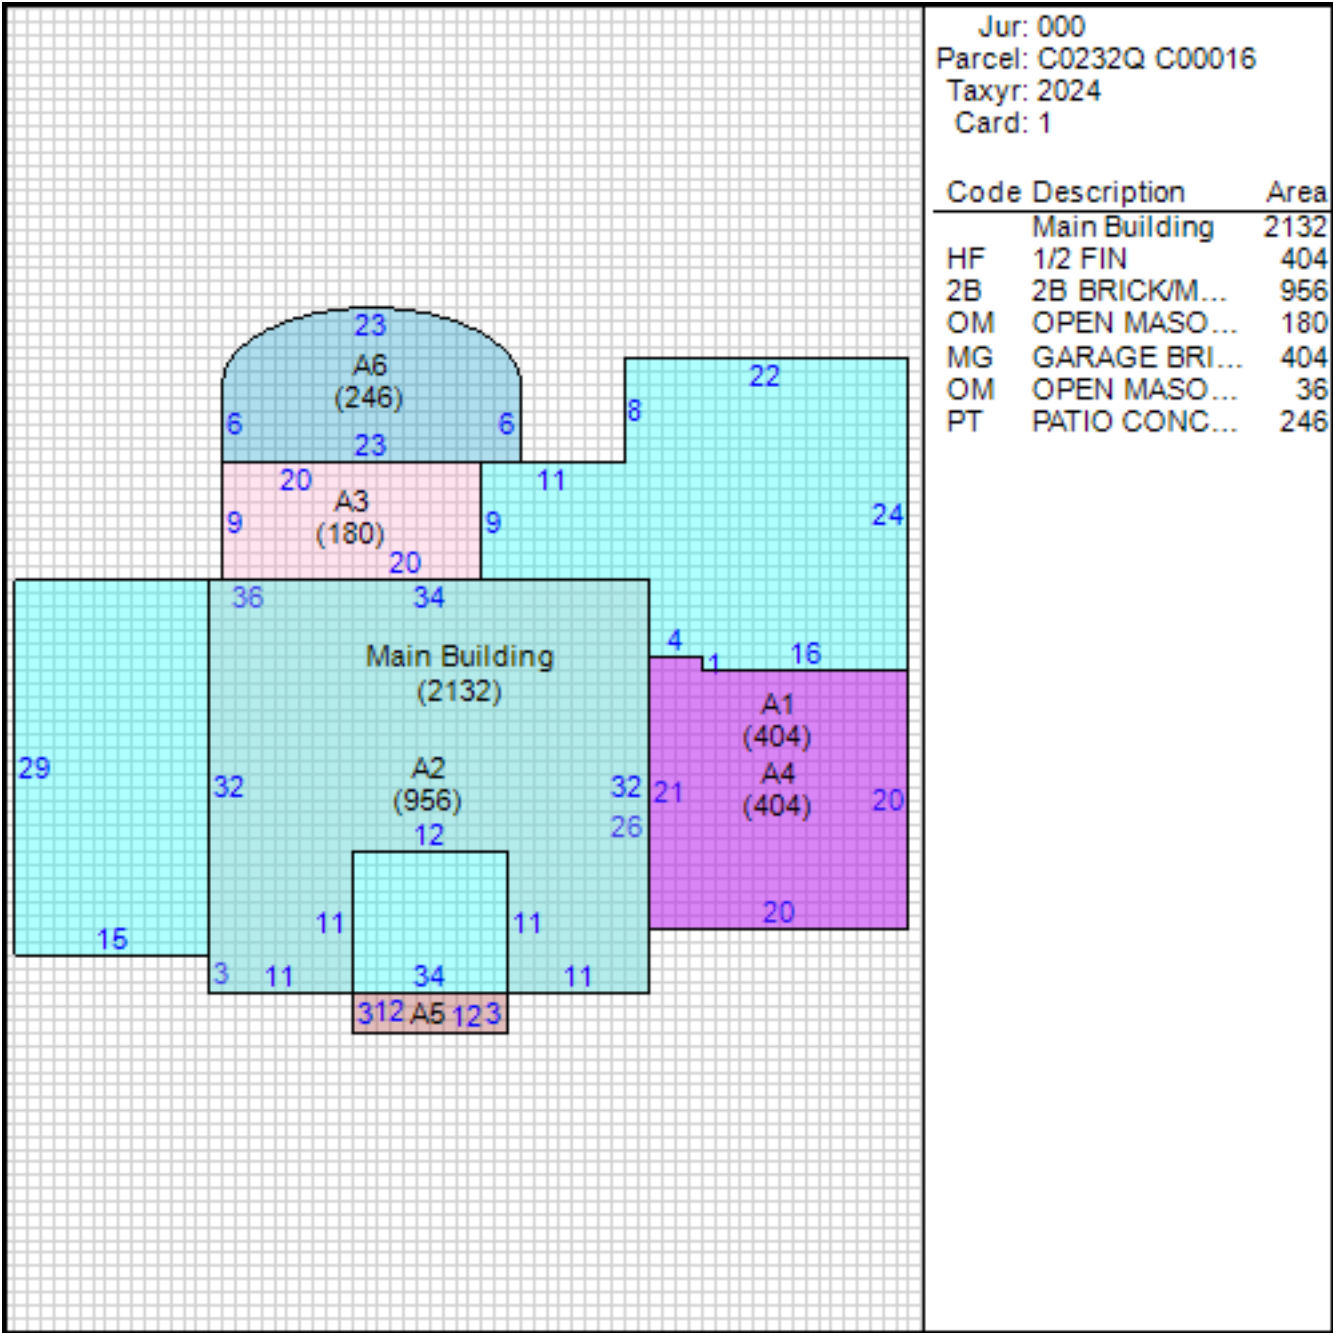 Jur: 000
Parcel: C0232Q C00016
Taxyr: 2024
Card: 1
Code Description Area
Main Building 2132
HF 1/2 FIN 404
2B 2B BRICK/M... 956
OM OPEN MASO... 180
MG GARAGE BRI... 404
OM OPEN MASO... 36
PT PATIO CONC... 246
23
A6
(246)
6 6
23
22
8
20 11
A3
9 (180) 9
20
24
36 34
4 1 16
Main Building
(2132)
A1
(404)
A4
(404)
29 32
A2
(956)
32 21 20
26
12
11 11
20
15
3 11 34 11
3 12 A5 12 3